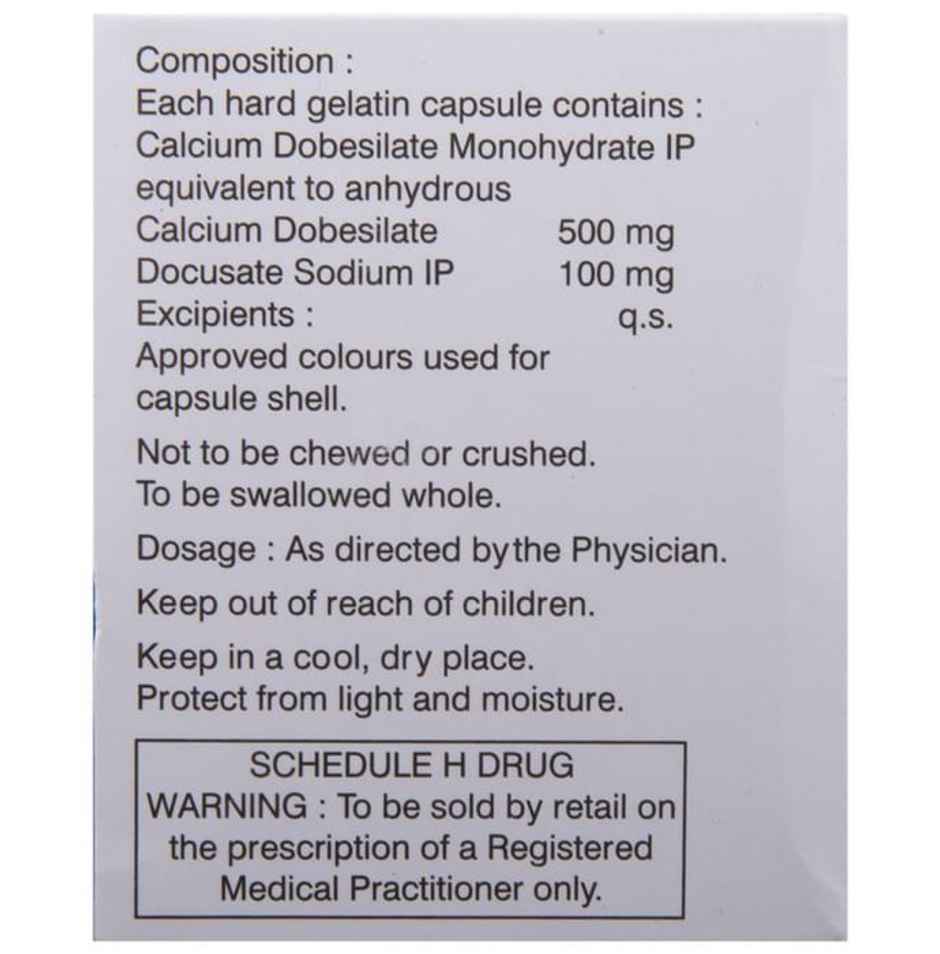 Composition :
Each hard gelatin capsule contains :
Calcium Dobesilate Monohydrate IP
equivalent to anhydrous
Calcium Dobesilate 500 mg
Docusate Sodium IP 100 mg
Excipients : q.s.
Approved colours used for
capsule shell.
Not to be chewed or crushed.
To be swallowed whole.
Dosage : As directed by the Physician.
Keep out of reach of children.
Keep in a cool, dry place.
Protect from light and moisture.
SCHEDULE H DRUG
WARNING : To be sold by retail on
the prescription of a Registered
Medical Practitioner only.